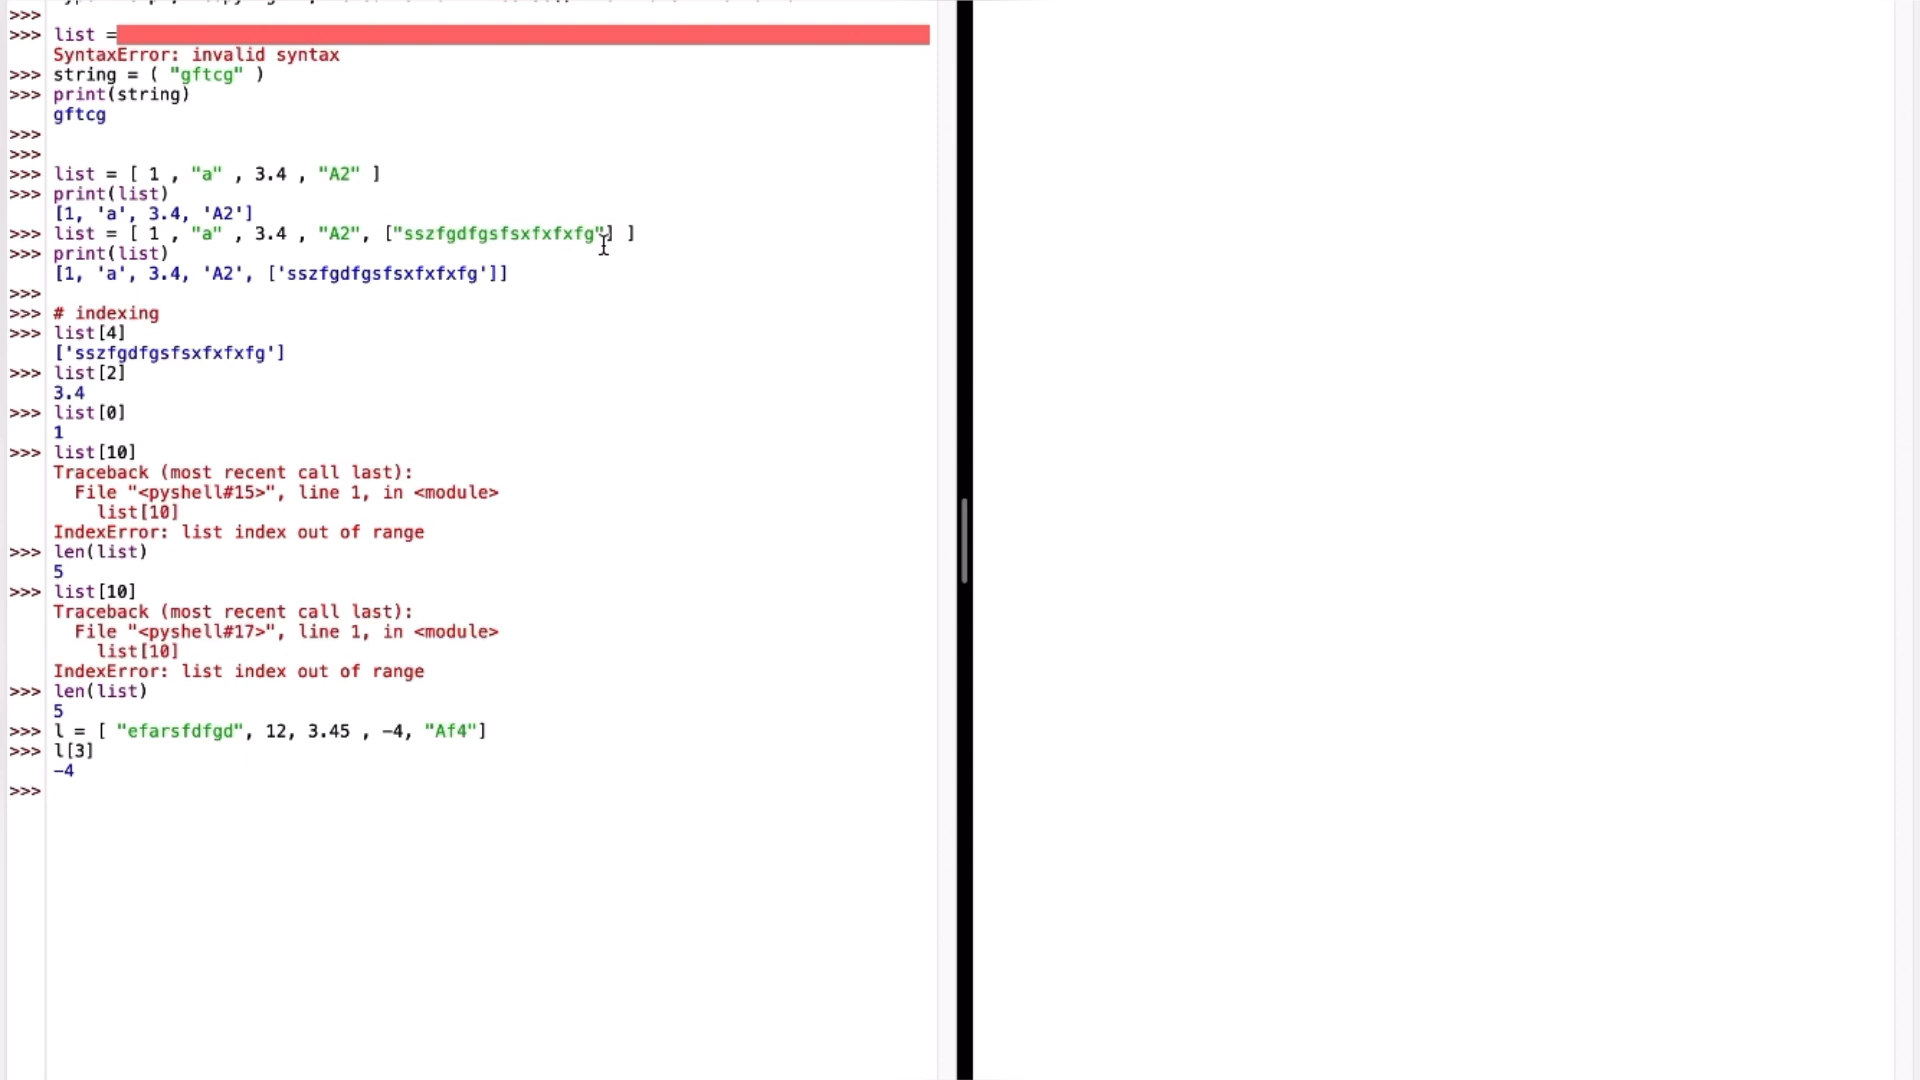 >>>
>>> list =
SyntaxError: invalid syntax
>>> string = ( "gftcg" )
>>> print(string)
gftcg
>>>
>>>
>>> list = [ 1 , "a" , 3.4 , "A2" ]
>>> print(list)
[1, 'a', 3.4, 'A2']
>>> list = [ 1 , "a" , 3.4 , "A2", ["sszfgdfgsfsxfxfxfg"] ]
>>> print(list)
[1, 'a', 3.4, 'A2', ['sszfgdfgsfsxfxfxfg']]
>>>
>>> # indexing
>>> list[4]
['sszfgdfgsfsxfxfxfg']
>>> list[2]
3.4
>>> list[0]
1
>>> list[10]
Traceback (most recent call last):
  File "<pyshell#15>", line 1, in <module>
    list[10]
IndexError: list index out of range
>>> len(list)
5
>>> list[10]
Traceback (most recent call last):
  File "<pyshell#17>", line 1, in <module>
    list[10]
IndexError: list index out of range
>>> len(list)
5
>>> l = [ "efarsfdfgd", 12, 3.45 , -4, "Af4"]
>>> l[3]
-4
>>>